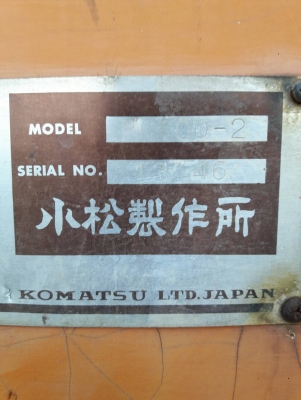 MODEL
SERIAL NO.
小松製作所
KOMATSU LTD. JAPAN